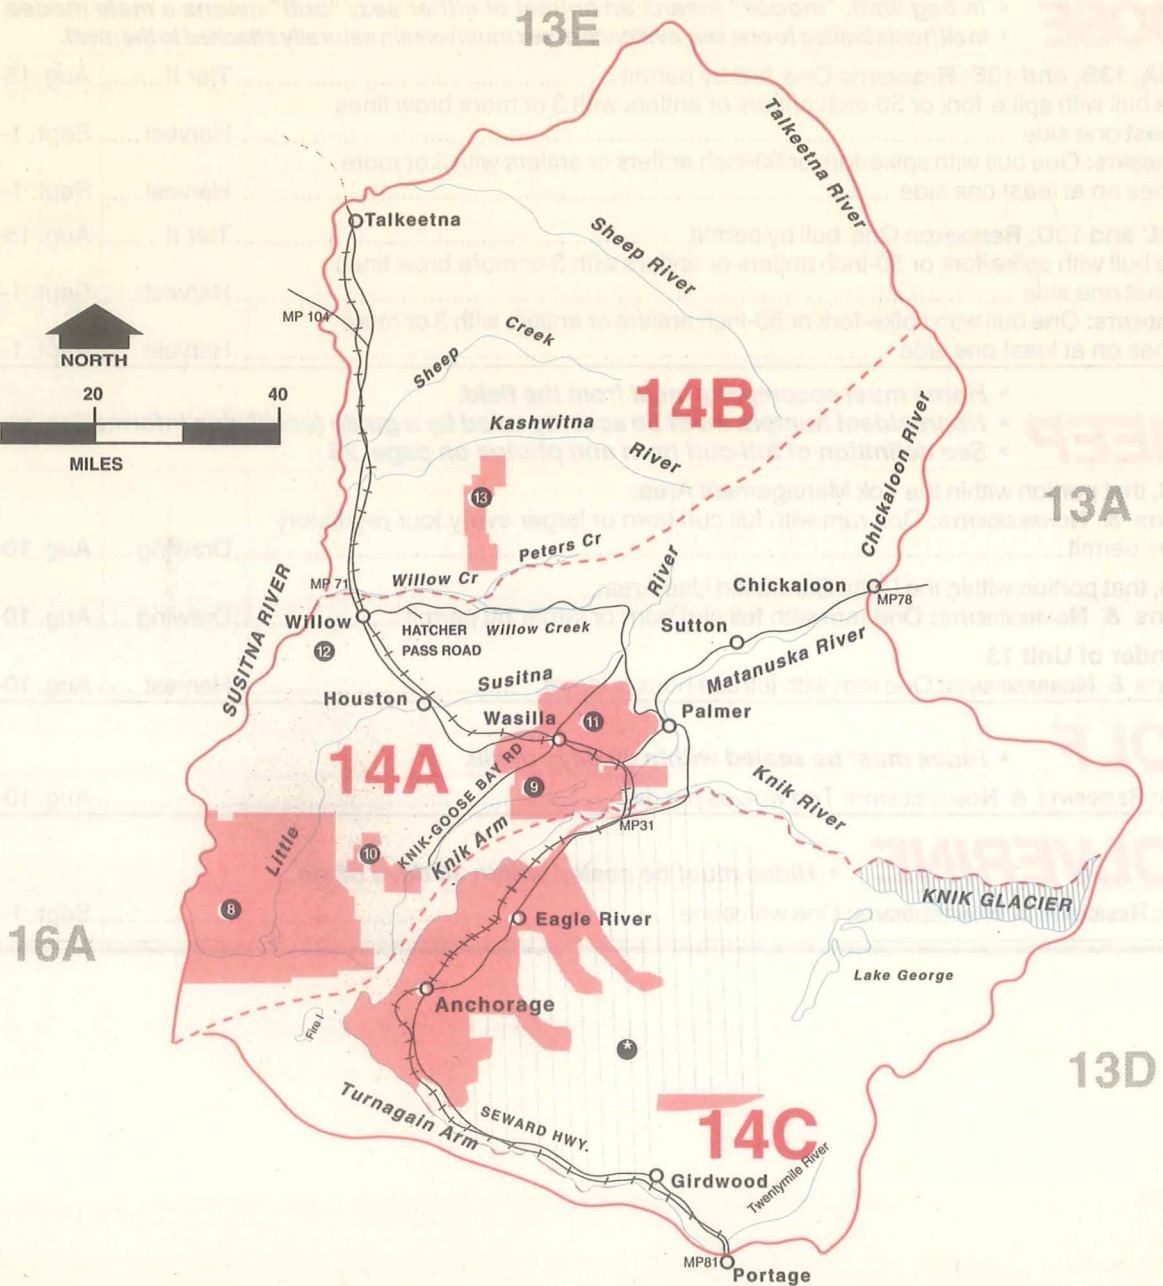 13E
Talkeetna River
Talkeetna
Sheep River
MP 104
NORTH
20
40
MILES
Sheep
Creek
14B
Kashwitna
River
13
Chickaloon River
13A
Peters Cr
Willow Cr
MP 71
River
Chickaloon
MP78
SUSITNA RIVER
Willow
HATCHER
PASS ROAD
Willow Creek
Sutton
12
Matanuska River
Susitna
Houston
Wasilla
11
Palmer
14A
KNIK-GOOSE BAY RD
9
Knik River
Knik Arm
MP31
Little
10
8
KNIK GLACIER
16A
Eagle River
Lake George
Anchorage
Fire I
*
13D
Turnagain Arm
SEWARD HWY.
14C
Girdwood
Twentymile River
MP81
Portage